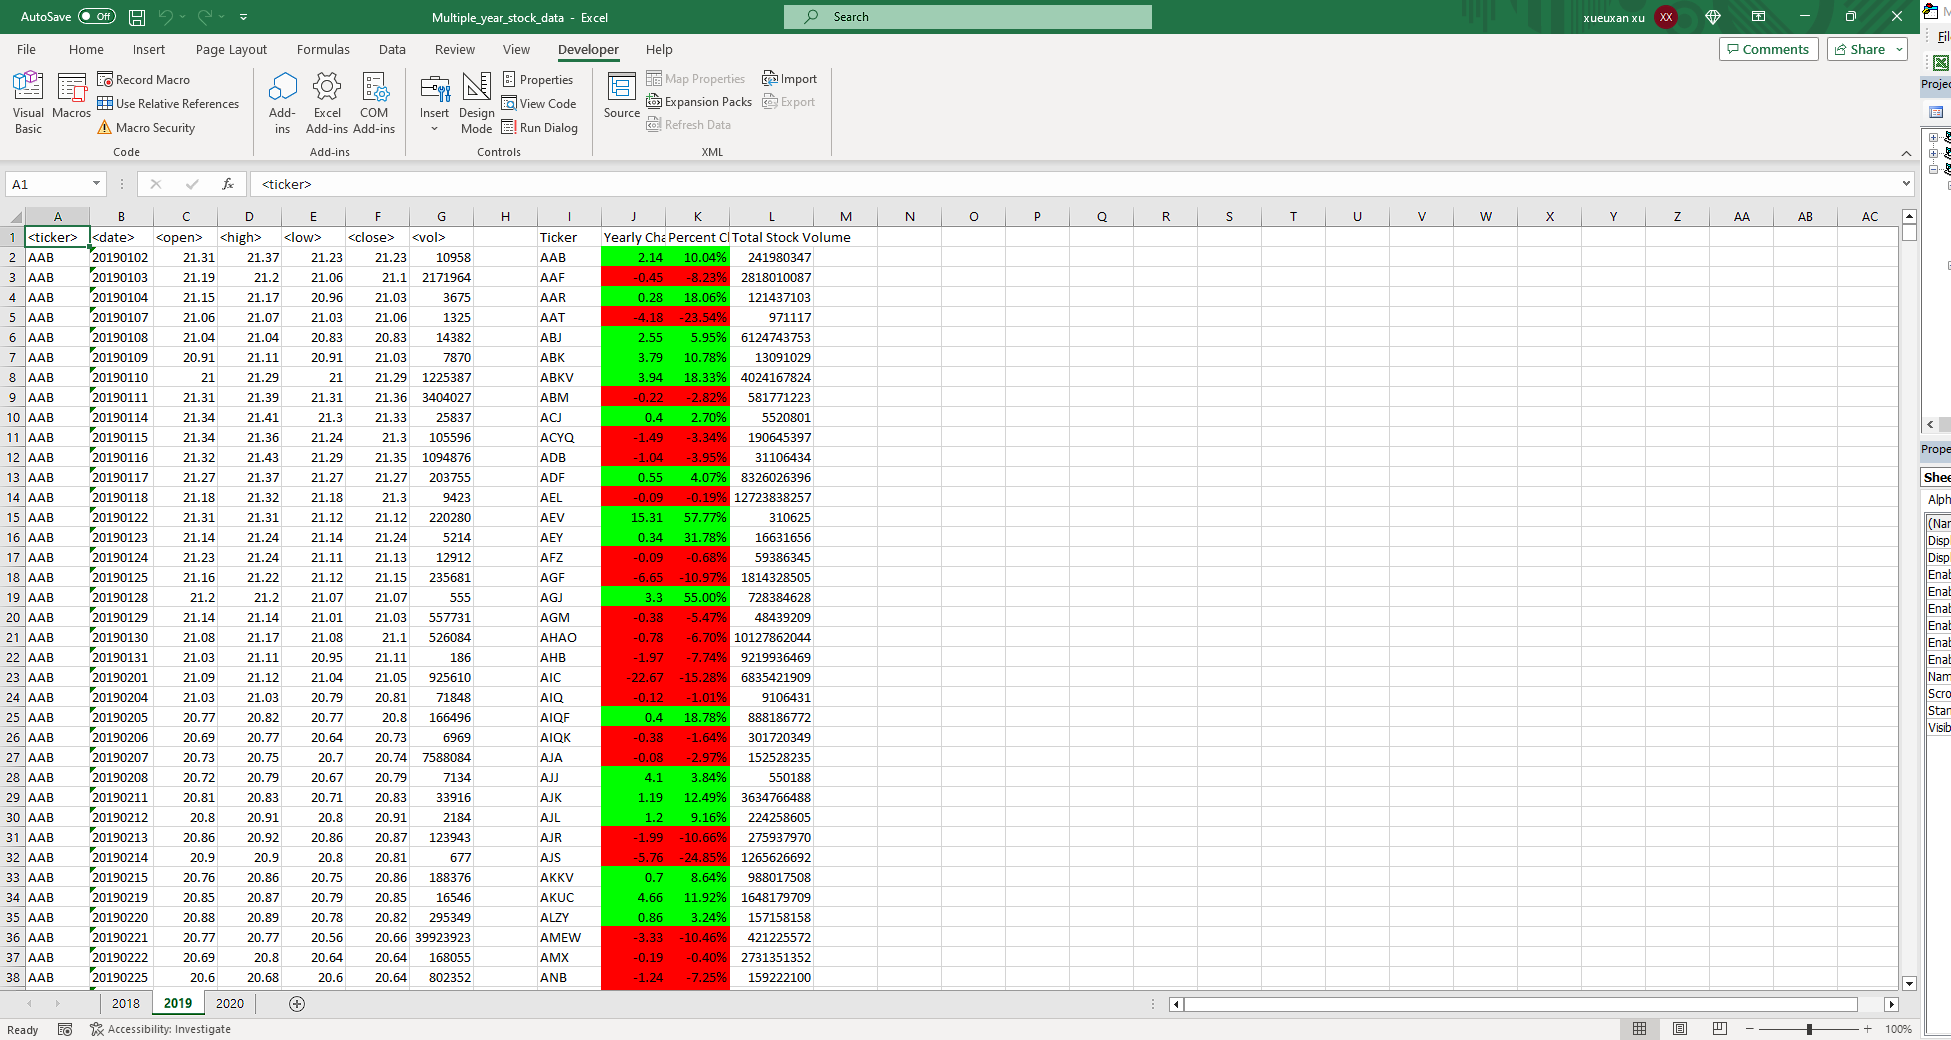 AutoSave Off Multiple_year_stock_data - Excel Search xueuxan xu XX
File Home Insert Page Layout Formulas Data Review View Developer Help Comments Share
Visual Basic Macros Record Macro Use Relative References Macro Security Code
Add-ins Excel Add-ins COM Add-ins Add-ins
Insert Design Mode Properties View Code Run Dialog Controls
Source Map Properties Expansion Packs Refresh Data Import Export XML
A1 fx <ticker>
A B C D E F G H I J K L M N O P Q R S T U V W X Y Z AA AB AC
1 <ticker> <date> <open> <high> <low> <close> <vol> Ticker Yearly Cha Percent Cl Total Stock Volume
2 AAB 20190102 21.31 21.37 21.23 21.23 10958 AAB 2.14 10.04% 241980347
3 AAB 20190103 21.19 21.2 21.06 21.1 2171964 AAF -0.45 -8.23% 2818010087
4 AAB 20190104 21.15 21.17 20.96 21.03 3675 AAR 0.28 18.06% 121437103
5 AAB 20190107 21.06 21.07 21.03 21.06 1325 AAT -4.18 -23.54% 971117
6 AAB 20190108 21.04 21.04 20.83 20.83 14382 ABJ 2.55 5.95% 6124743753
7 AAB 20190109 20.91 21.11 20.91 21.03 7870 ABK 3.79 10.78% 13091029
8 AAB 20190110 21 21.29 21 21.29 1225387 ABKV 3.94 18.33% 4024167824
9 AAB 20190111 21.31 21.39 21.31 21.36 3404027 ABM -0.22 -2.82% 581771223
10 AAB 20190114 21.34 21.41 21.3 21.33 25837 ACJ 0.4 2.70% 5520801
11 AAB 20190115 21.34 21.36 21.24 21.3 105596 ACYQ -1.49 -3.34% 190645397
12 AAB 20190116 21.32 21.43 21.29 21.35 1094876 ADB -1.04 -3.95% 31106434
13 AAB 20190117 21.27 21.37 21.27 21.27 203755 ADF 0.55 4.07% 8326026396
14 AAB 20190118 21.18 21.32 21.18 21.3 9423 AEL -0.09 -0.19% 12723838257
15 AAB 20190122 21.31 21.31 21.12 21.12 220280 AEV 15.31 57.77% 310625
16 AAB 20190123 21.14 21.24 21.14 21.24 5214 AEY 0.34 31.78% 16631656
17 AAB 20190124 21.23 21.24 21.11 21.13 12912 AFZ -0.09 -0.68% 59386345
18 AAB 20190125 21.16 21.22 21.12 21.15 235681 AGF -6.65 -10.97% 1814328505
19 AAB 20190128 21.2 21.2 21.07 21.07 555 AGJ 3.3 55.00% 728384628
20 AAB 20190129 21.14 21.14 21.01 21.03 557731 AGM -0.38 -5.47% 48439209
21 AAB 20190130 21.08 21.17 21.08 21.1 526084 AHAO -0.78 -6.70% 10127862044
22 AAB 20190131 21.03 21.11 20.95 21.11 186 AHB -1.97 -7.74% 9219936469
23 AAB 20190201 21.09 21.12 21.04 21.05 925610 AIC -22.67 -15.28% 6835421909
24 AAB 20190204 21.03 21.03 20.79 20.81 71848 AIQ -0.12 -1.01% 9106431
25 AAB 20190205 20.77 20.82 20.77 20.8 166496 AIQF 0.4 18.78% 888186772
26 AAB 20190206 20.69 20.77 20.64 20.73 6969 AIQK -0.38 -1.64% 301720349
27 AAB 20190207 20.73 20.75 20.7 20.74 7588084 AJA -0.08 -2.97% 152528235
28 AAB 20190208 20.72 20.79 20.67 20.79 7134 AJJ 4.1 3.84% 550188
29 AAB 20190211 20.81 20.83 20.71 20.83 33916 AJK 1.19 12.49% 3634766488
30 AAB 20190212 20.8 20.91 20.8 20.91 2184 AJL 1.2 9.16% 224258605
31 AAB 20190213 20.86 20.92 20.86 20.87 123943 AJR -1.99 -10.66% 275937970
32 AAB 20190214 20.9 20.9 20.8 20.81 677 AJS -5.76 -24.85% 1265626692
33 AAB 20190215 20.76 20.86 20.75 20.86 188376 AKKV 0.7 8.64% 988017508
34 AAB 20190219 20.85 20.87 20.79 20.85 16546 AKUC 4.66 11.92% 1648179709
35 AAB 20190220 20.88 20.89 20.78 20.82 295349 ALZY 0.86 3.24% 157158158
36 AAB 20190221 20.77 20.77 20.56 20.66 39923923 AMEW -3.33 -10.46% 421225572
37 AAB 20190222 20.69 20.8 20.64 20.64 168055 AMX -0.19 -0.40% 2731351352
38 AAB 20190225 20.6 20.68 20.6 20.64 802352 ANB -1.24 -7.25% 159222100
2018 2019 2020
Ready Accessibility: Investigate 100%
Fil
Projec
Prope
Shee
Alph
(Nan
Disp
Disp
Enab
Enab
Enab
Enab
Enab
Enab
Nam
Scro
Stan
Visib